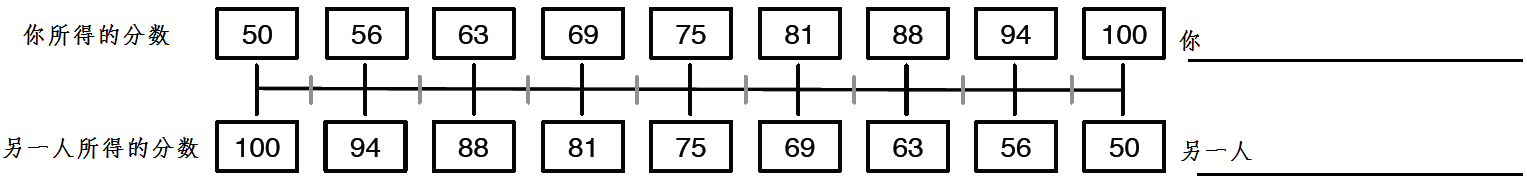 你所得的分数 50 56 63 69 75 81 88 94 100 你
另一人所得的分数 100 94 88 81 75 69 63 56 50 另一人